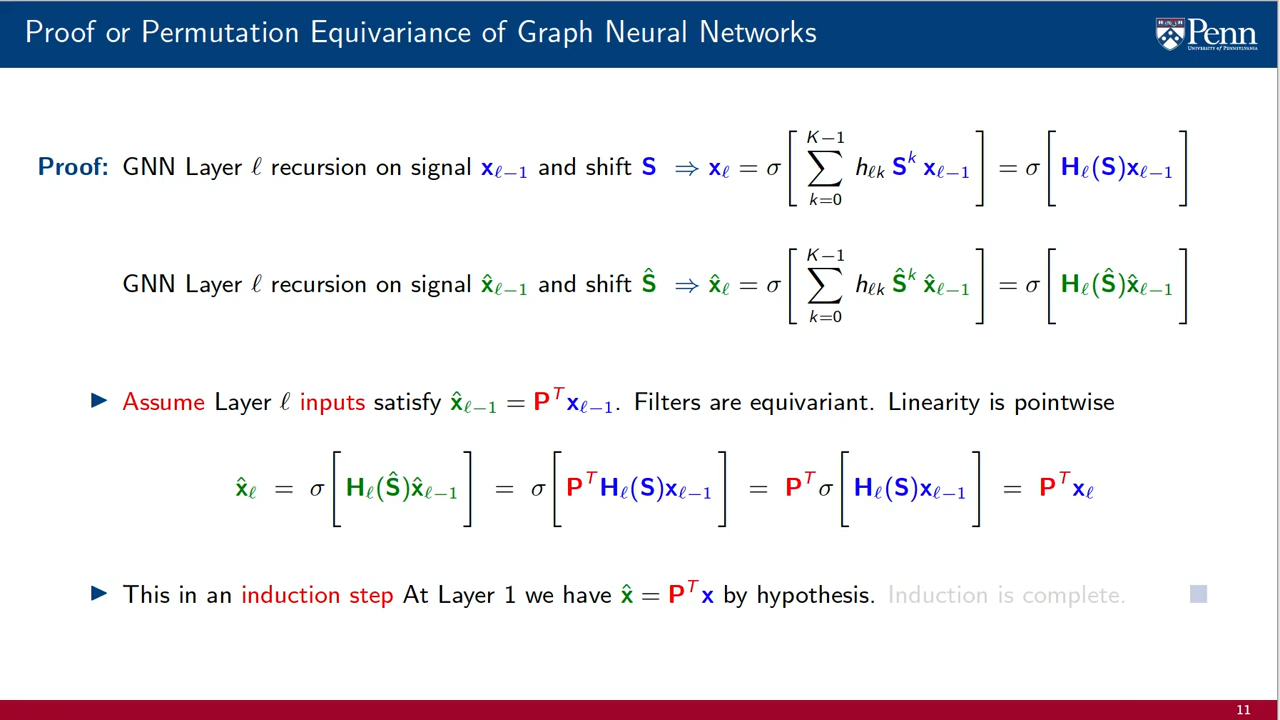 Proof or Permutation Equivariance of Graph Neural Networks
Penn
UNIVERSITY OF PENNSYLVANIA
Proof: GNN Layer ℓ recursion on signal x_{ℓ−1} and shift S ⇒ x_ℓ = σ[ ∑_{k=0}^{K−1} h_{ℓk} S^k x_{ℓ−1} ] = σ[ H_ℓ(S)x_{ℓ−1} ]
GNN Layer ℓ recursion on signal x̂_{ℓ−1} and shift Ŝ ⇒ x̂_ℓ = σ[ ∑_{k=0}^{K−1} h_{ℓk} Ŝ^k x̂_{ℓ−1} ] = σ[ H_ℓ(Ŝ)x̂_{ℓ−1} ]
▶ Assume Layer ℓ inputs satisfy x̂_{ℓ−1} = P^T x_{ℓ−1}. Filters are equivariant. Linearity is pointwise
x̂_ℓ = σ[ H_ℓ(Ŝ)x̂_{ℓ−1} ] = σ[ P^T H_ℓ(S)x_{ℓ−1} ] = P^T σ[ H_ℓ(S)x_{ℓ−1} ] = P^T x_ℓ
▶ This in an induction step At Layer 1 we have x̂ = P^T x by hypothesis. Induction is complete.
11